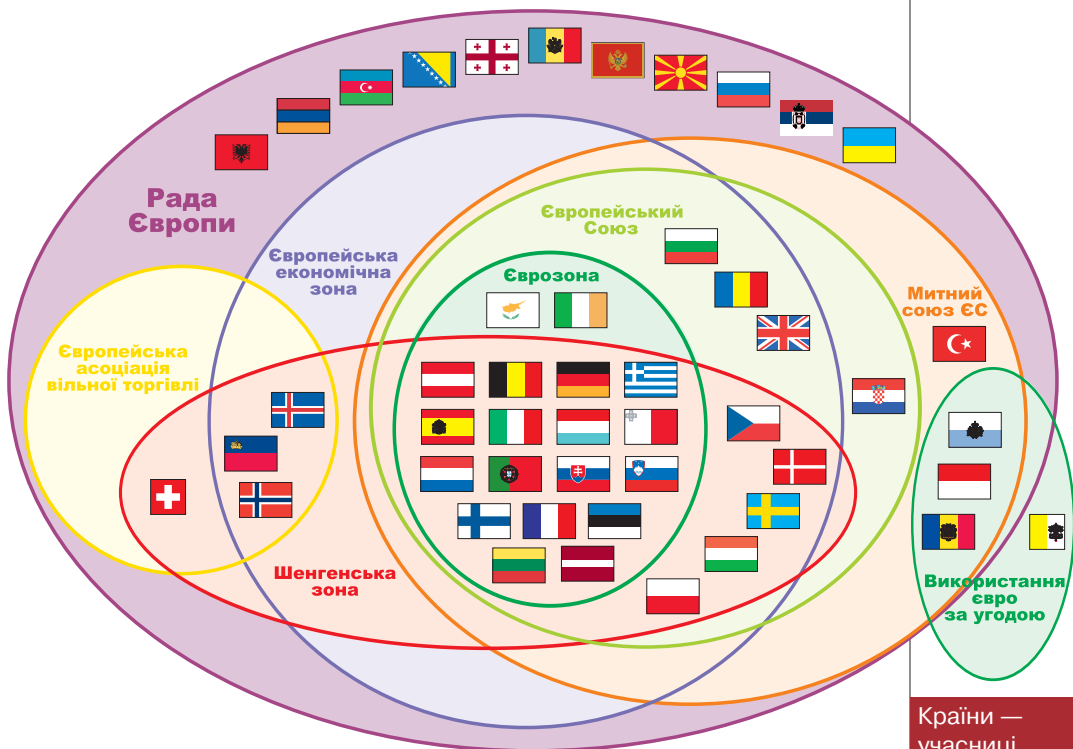 Рада
Європи
Європейська
економічна
зона
Європейський
Союз
Єврозона
Митний
союз ЄС
Європейська
асоціація
вільної торгівлі
Шенгенська
зона
Використання
євро
за угодою
Країни —
учасниці